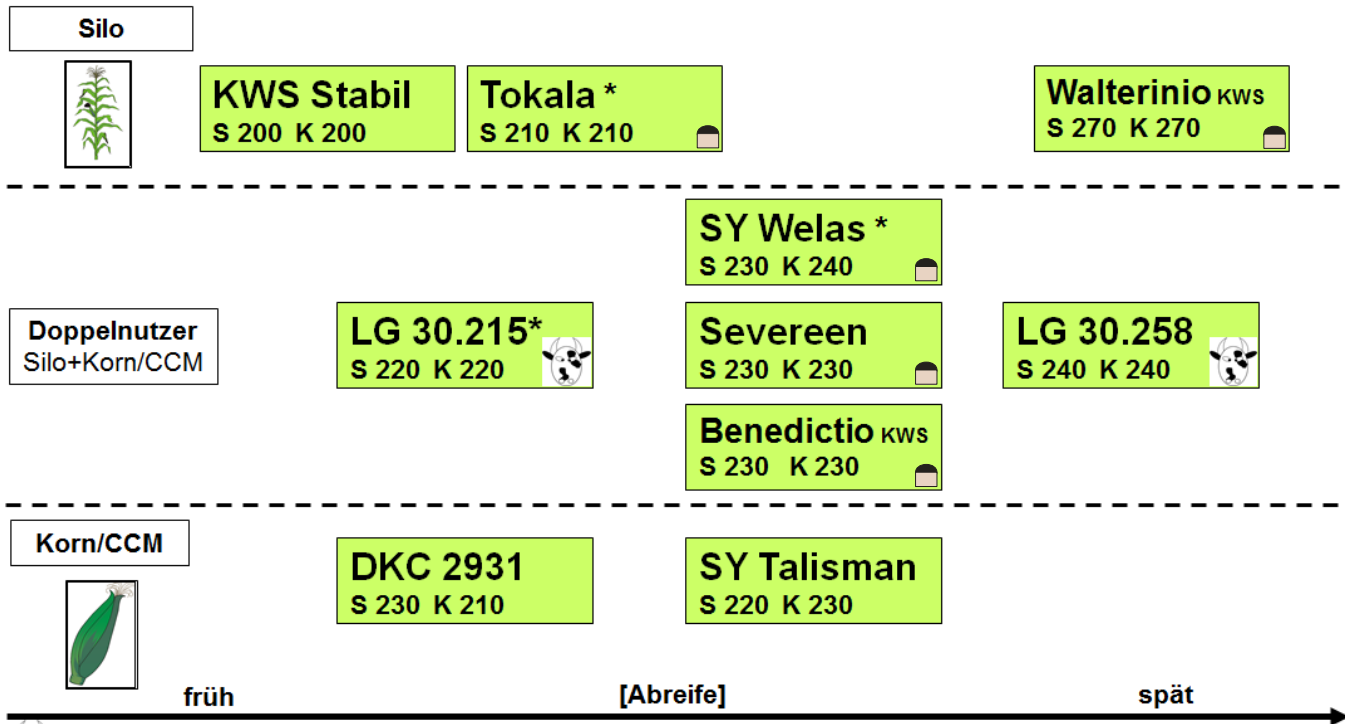 Silo
KWS Stabil
S 200 K 200
Tokala *
S 210 K 210
Walterinio KWS
S 270 K 270
SY Welas *
S 230 K 240
Doppelnutzer
Silo+Korn/CCM
LG 30.215*
S 220 K 220
Severeen
S 230 K 230
LG 30.258
S 240 K 240
Benedictio KWS
S 230 K 230
Korn/CCM
DKC 2931
S 230 K 210
SY Talisman
S 220 K 230
früh [Abreife] spät